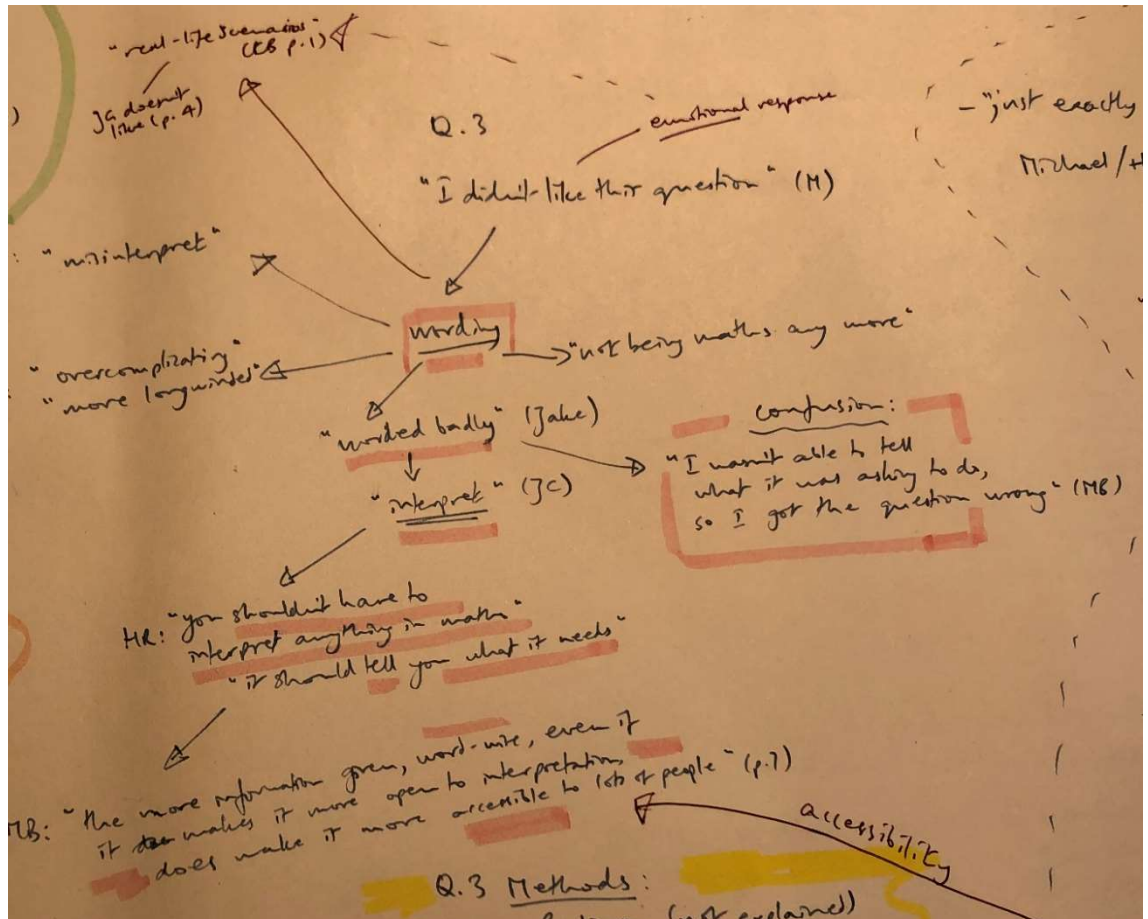 "real-life scenarios"
(EB p.1)
JG doesn't
like (p.4)
emotional response
Q.3
"I didn't like this question" (M)
- "just exactly
Michael/H
: "misinterpret"
wording
"not being maths any more"
"overcomplicating"
"more longwinded"
"worded badly" (Jake)
"interpret" (JC)
confusion:
"I wasn't able to tell
what it was asking to do,
so I got the question wrong" (MB)
HR: "you shouldn't have to
interpret anything in maths"
"it should tell you what it needs"
MB: "the more information given, word-wise, even if
it makes it more open to interpretation
does make it more accessible to lots of people" (p.7)
accessibility
Q.3 Methods:
(not explained)